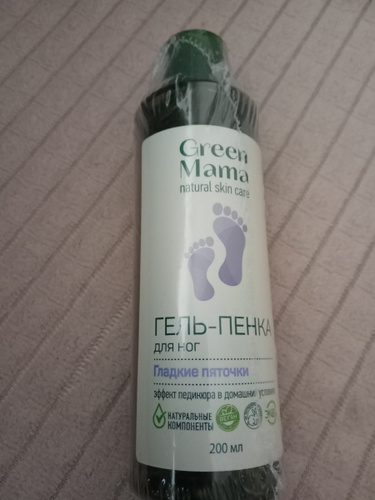 Green
Mama
natural skin care
ГЕЛЬ-ПЕНКА
ДЛЯ НОГ
Гладкие пяточки
эффект педикюра в домашних условиях
НАТУРАЛЬНЫЕ
КОМПОНЕНТЫ
200 мл